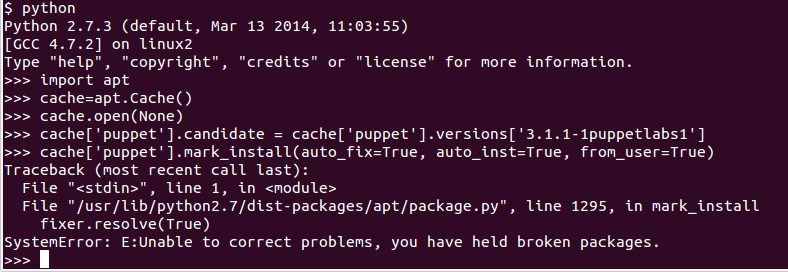 $ python
Python 2.7.3 (default, Mar 13 2014, 11:03:55)
[GCC 4.7.2] on linux2
Type "help", "copyright", "credits" or "license" for more information.
>>> import apt
>>> cache=apt.Cache()
>>> cache.open(None)
>>> cache['puppet'].candidate = cache['puppet'].versions['3.1.1-1puppetlabs1']
>>> cache['puppet'].mark_install(auto_fix=True, auto_inst=True, from_user=True)
Traceback (most recent call last):
  File "<stdin>", line 1, in <module>
  File "/usr/lib/python2.7/dist-packages/apt/package.py", line 1295, in mark_install
    fixer.resolve(True)
SystemError: E:Unable to correct problems, you have held broken packages.
>>>